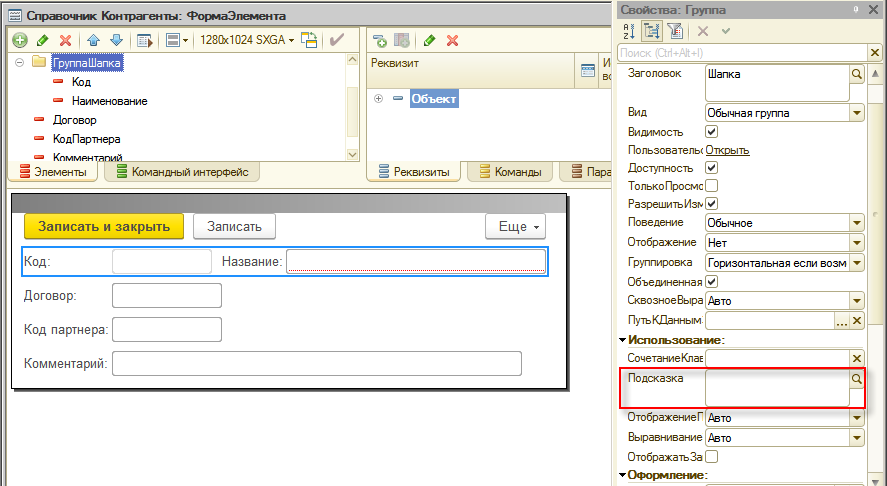 Справочник Контрагенты: ФормаЭлемента
1280x1024 SXGA
ГруппаШапка
Код
Наименование
Договор
КодПартнера
Комментарий
Элементы
Командный интерфейс
Реквизит
И
вс
Объект
Реквизиты
Команды
Пара
Записать и закрыть
Записать
Еще
Код:
Название:
Договор:
Код партнера:
Комментарий:
Свойства: Группа
Поиск (Ctrl+Alt+I)
Заголовок
Шапка
Вид
Обычная группа
Видимость
Пользователь
Открыть
Доступность
ТолькоПросмо
РазрешитьИзм
Поведение
Обычное
Отображение
Нет
Группировка
Горизонтальная если возм
Объединенная
СквозноеВыра
Авто
ПутьКДанным
...
Использование:
СочетаниеКлав
Подсказка
ОтображениеП
Авто
Выравнивание
Авто
ОтображатьЗа
Оформление: